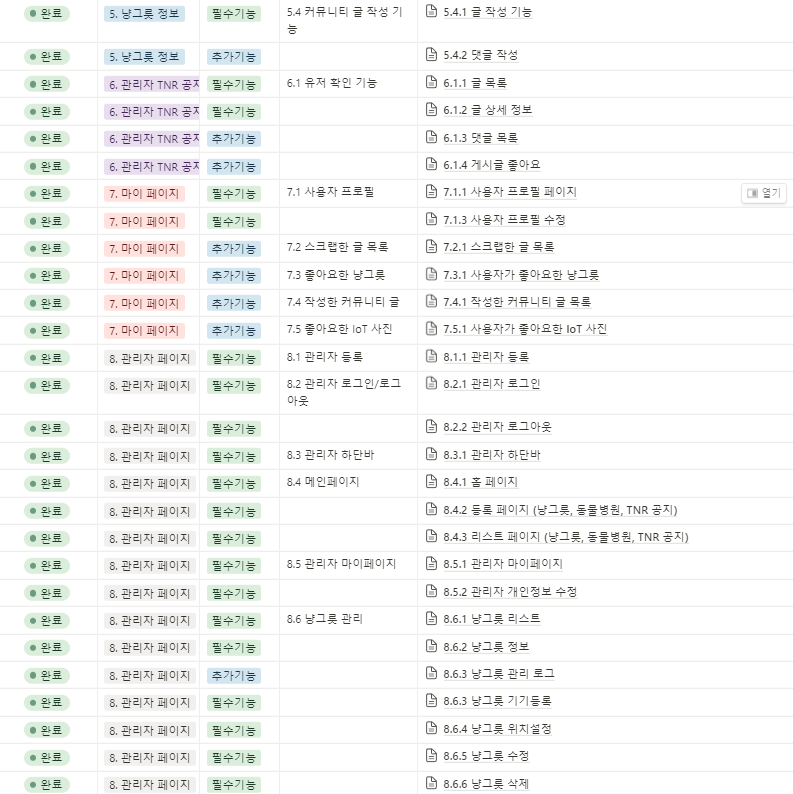 완료 5. 냥그릇 정보 필수기능 5.4 커뮤니티 글 작성 기능 5.4.1 글 작성 기능
완료 5. 냥그릇 정보 추가기능 5.4.2 댓글 작성
완료 6. 관리자 TNR 공지 필수기능 6.1 유저 확인 기능 6.1.1 글 목록
완료 6. 관리자 TNR 공지 필수기능 6.1.2 글 상세 정보
완료 6. 관리자 TNR 공지 추가기능 6.1.3 댓글 목록
완료 6. 관리자 TNR 공지 추가기능 6.1.4 게시글 좋아요
완료 7. 마이 페이지 필수기능 7.1 사용자 프로필 7.1.1 사용자 프로필 페이지 열기
완료 7. 마이 페이지 필수기능 7.1.3 사용자 프로필 수정
완료 7. 마이 페이지 추가기능 7.2 스크랩한 글 목록 7.2.1 스크랩한 글 목록
완료 7. 마이 페이지 추가기능 7.3 좋아요한 냥그릇 7.3.1 사용자가 좋아요한 냥그릇
완료 7. 마이 페이지 추가기능 7.4 작성한 커뮤니티 글 7.4.1 작성한 커뮤니티 글 목록
완료 7. 마이 페이지 추가기능 7.5 좋아요한 IoT 사진 7.5.1 사용자가 좋아요한 IoT 사진
완료 8. 관리자 페이지 필수기능 8.1 관리자 등록 8.1.1 관리자 등록
완료 8. 관리자 페이지 필수기능 8.2 관리자 로그인/로그아웃 8.2.1 관리자 로그인
완료 8. 관리자 페이지 필수기능 8.2.2 관리자 로그아웃
완료 8. 관리자 페이지 필수기능 8.3 관리자 하단바 8.3.1 관리자 하단바
완료 8. 관리자 페이지 필수기능 8.4 메인페이지 8.4.1 홈 페이지
완료 8. 관리자 페이지 필수기능 8.4.2 등록 페이지 (냥그릇, 동물병원, TNR 공지)
완료 8. 관리자 페이지 필수기능 8.4.3 리스트 페이지 (냥그릇, 동물병원, TNR 공지)
완료 8. 관리자 페이지 필수기능 8.5 관리자 마이페이지 8.5.1 관리자 마이페이지
완료 8. 관리자 페이지 필수기능 8.5.2 관리자 개인정보 수정
완료 8. 관리자 페이지 필수기능 8.6 냥그릇 관리 8.6.1 냥그릇 리스트
완료 8. 관리자 페이지 필수기능 8.6.2 냥그릇 정보
완료 8. 관리자 페이지 추가기능 8.6.3 냥그릇 관리 로그
완료 8. 관리자 페이지 필수기능 8.6.3 냥그릇 기기등록
완료 8. 관리자 페이지 필수기능 8.6.4 냥그릇 위치설정
완료 8. 관리자 페이지 필수기능 8.6.5 냥그릇 수정
완료 8. 관리자 페이지 필수기능 8.6.6 냥그릇 삭제